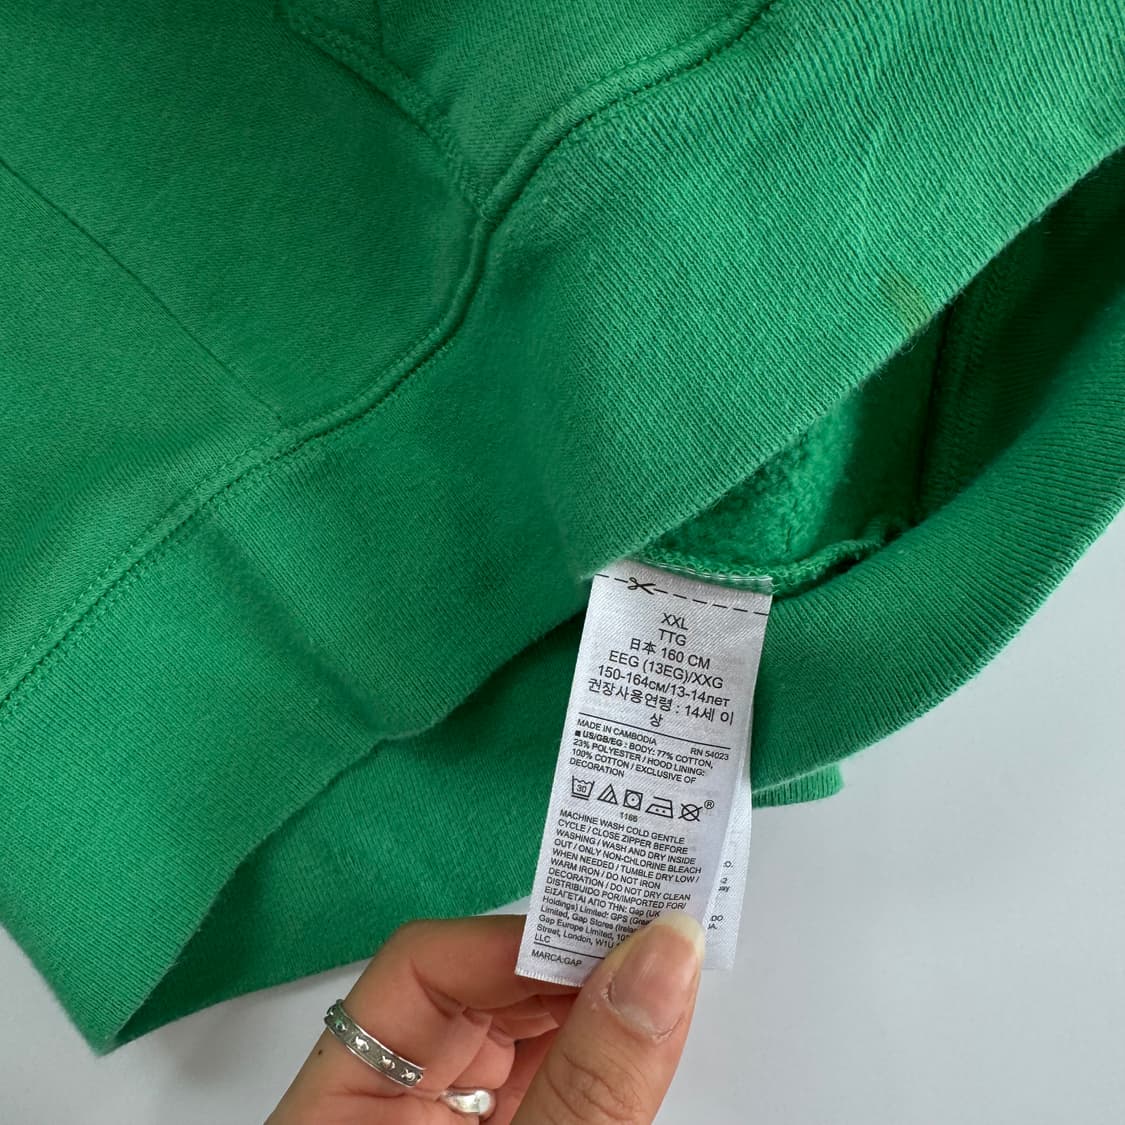 XXL
TTG
日本 160 CM
EEG (13EG)/XXG
150-164см/13-14лет
권장사용연령 : 14세 이
상
MADE IN CAMBODIA RN 54023
■ US/GB/EG : BODY: 77% COTTON,
23% POLYESTER / HOOD LINING:
100% COTTON / EXCLUSIVE OF
DECORATION
30
®
1166
MACHINE WASH COLD GENTLE
CYCLE / CLOSE ZIPPER BEFORE
WASHING / WASH AND DRY INSIDE
OUT / ONLY NON-CHLORINE BLEACH
WHEN NEEDED / TUMBLE DRY LOW /
WARM IRON / DO NOT IRON
DECORATION / DO NOT DRY CLEAN
DISTRIBUIDO POR/IMPORTED FOR/
ΕΙΣΑΓΕΤΑΙ ΑΠΟ ΤΗΝ: Gap (UK
Holdings) Limited: GPS (Great
Limited, Gap Stores (Ireland
Gap Europe Limited,
Street, London, W1U
LLC
MARCA:GAP